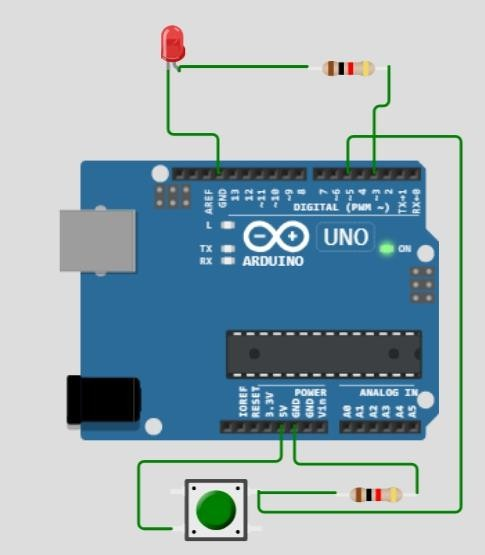 AREF
GND
13
12
~11
~10
~9
8
7
~6
~5
4
~3
2
TX→1
RX←0
DIGITAL (PWM ~)
L
TX
RX
UNO
ARDUINO
ON
IOREF
RESET
3.3V
5V
GND
GND
Vin
POWER
ANALOG IN
A0
A1
A2
A3
A4
A5